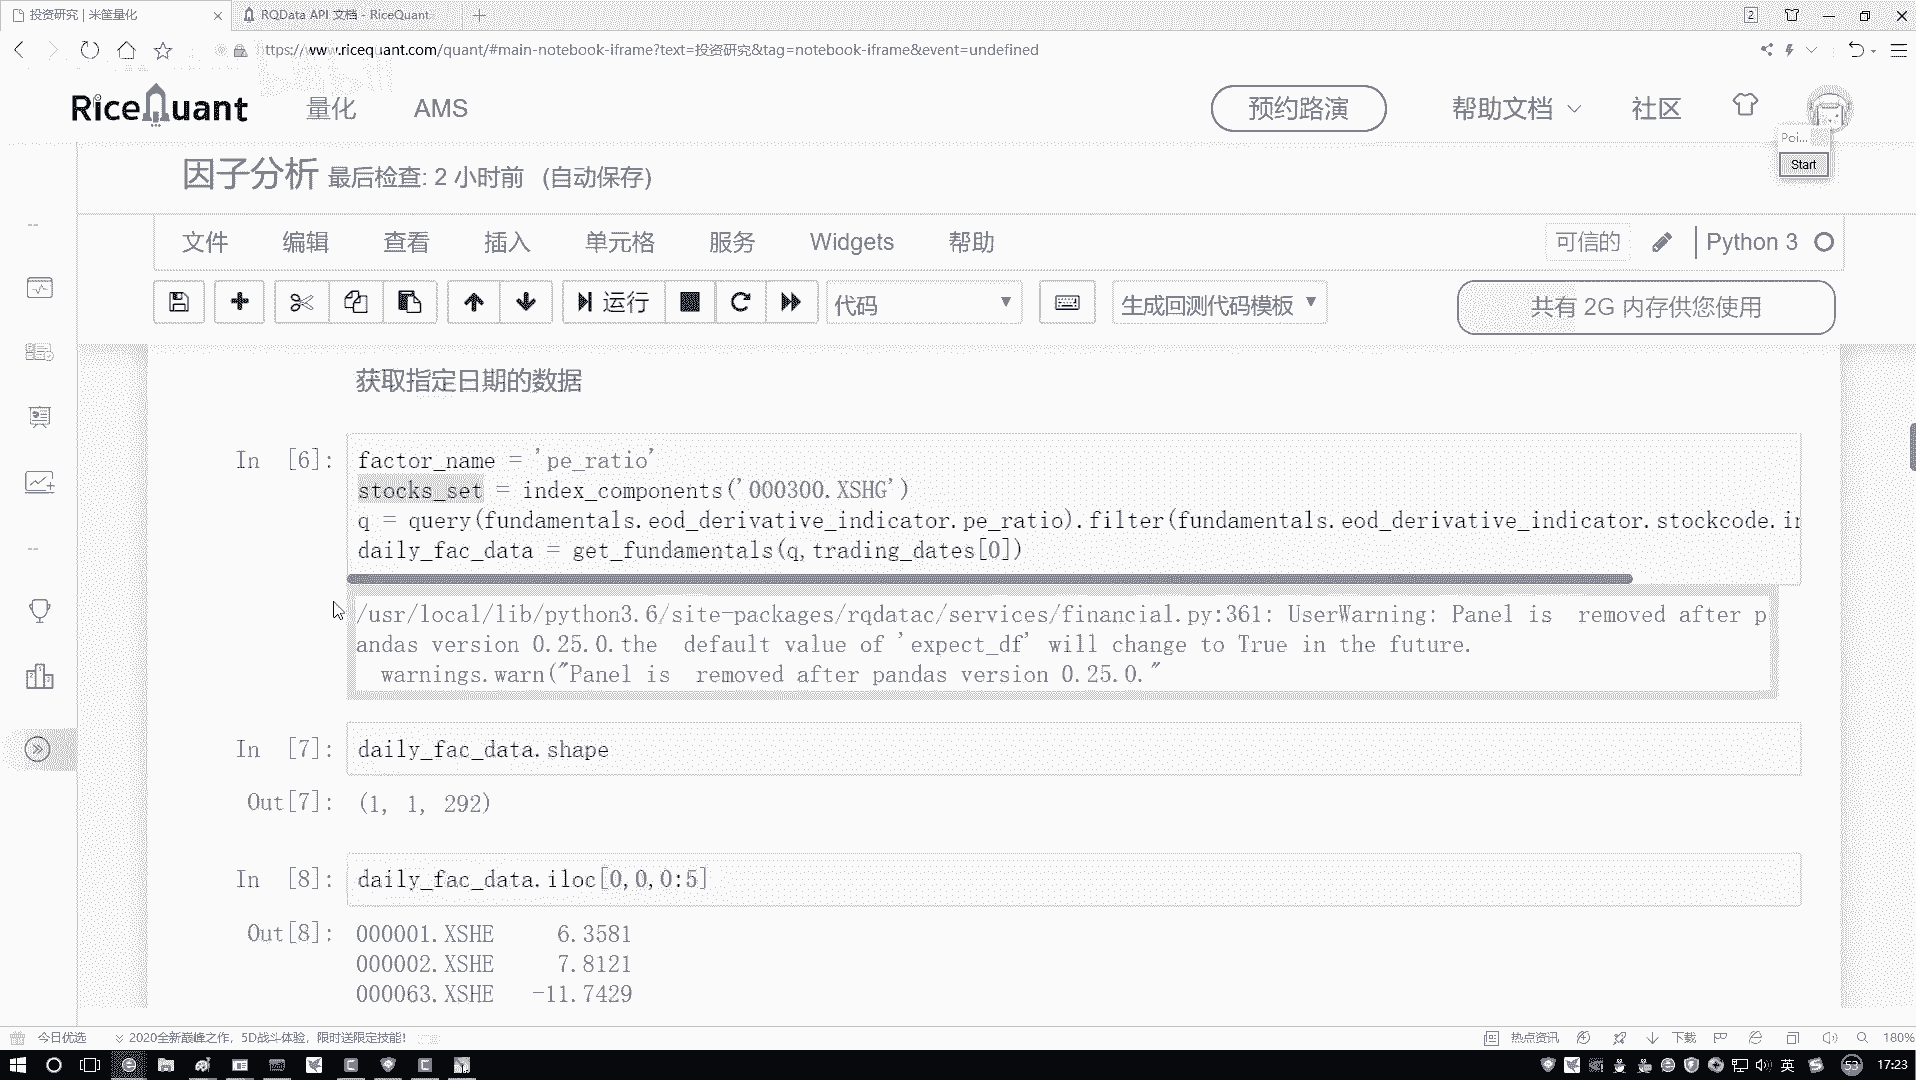 投资研究 | 米筐量化
RQData API 文档 - RiceQuant
2
https://www.ricequant.com/quant/#main-notebook-iframe?text=投资研究&tag=notebook-iframe&event=undefined
RiceQuant
量化
AMS
预约路演
帮助文档
社区
Poi...
Start
因子分析 最后检查: 2 小时前 (自动保存)
文件
编辑
查看
插入
单元格
服务
Widgets
帮助
可信的
Python 3
运行
代码
生成回测代码模板
共有 2G 内存供您使用
获取指定日期的数据
In [6]:
factor_name = 'pe_ratio'
stocks_set = index_components('000300.XSHG')
q = query(fundamentals.eod_derivative_indicator.pe_ratio).filter(fundamentals.eod_derivative_indicator.stockcode.in
daily_fac_data = get_fundamentals(q,trading_dates[0])
/usr/local/lib/python3.6/site-packages/rqdatac/services/financial.py:361: UserWarning: Panel is  removed after p
andas version 0.25.0.the  default value of 'expect_df' will change to True in the future.
warnings.warn("Panel is  removed after pandas version 0.25.0."
In [7]:
daily_fac_data.shape
Out[7]:
(1, 1, 292)
In [8]:
daily_fac_data.iloc[0,0,0:5]
Out[8]:
000001.XSHE 6.3581
000002.XSHE 7.8121
000063.XSHE -11.7429
今日优选
2020全新巅峰之作，5D战斗体验，限时送限定技能！
热点资讯
下载
180%
英
53
17:23